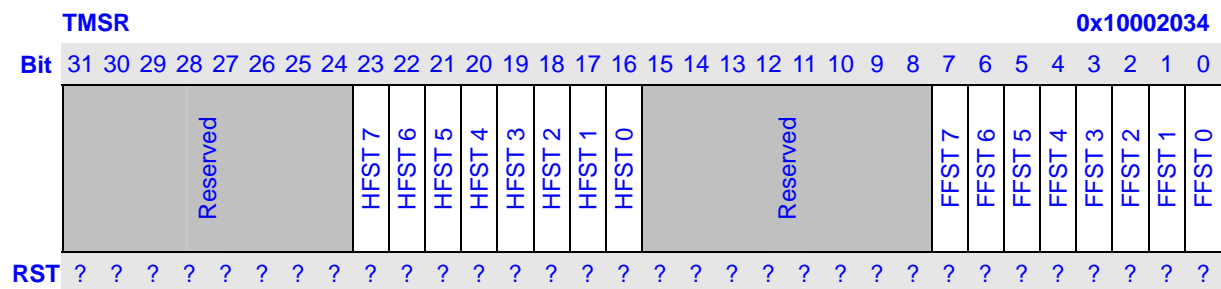 TMSR 0x10002034
Bit 31 30 29 28 27 26 25 24 23 22 21 20 19 18 17 16 15 14 13 12 11 10 9 8 7 6 5 4 3 2 1 0
Reserved HFST 7 HFST 6 HFST 5 HFST 4 HFST 3 HFST 2 HFST 1 HFST 0 Reserved FFST 7 FFST 6 FFST 5 FFST 4 FFST 3 FFST 2 FFST 1 FFST 0
RST ? ? ? ? ? ? ? ? ? ? ? ? ? ? ? ? ? ? ? ? ? ? ? ? ? ? ? ? ? ? ? ?